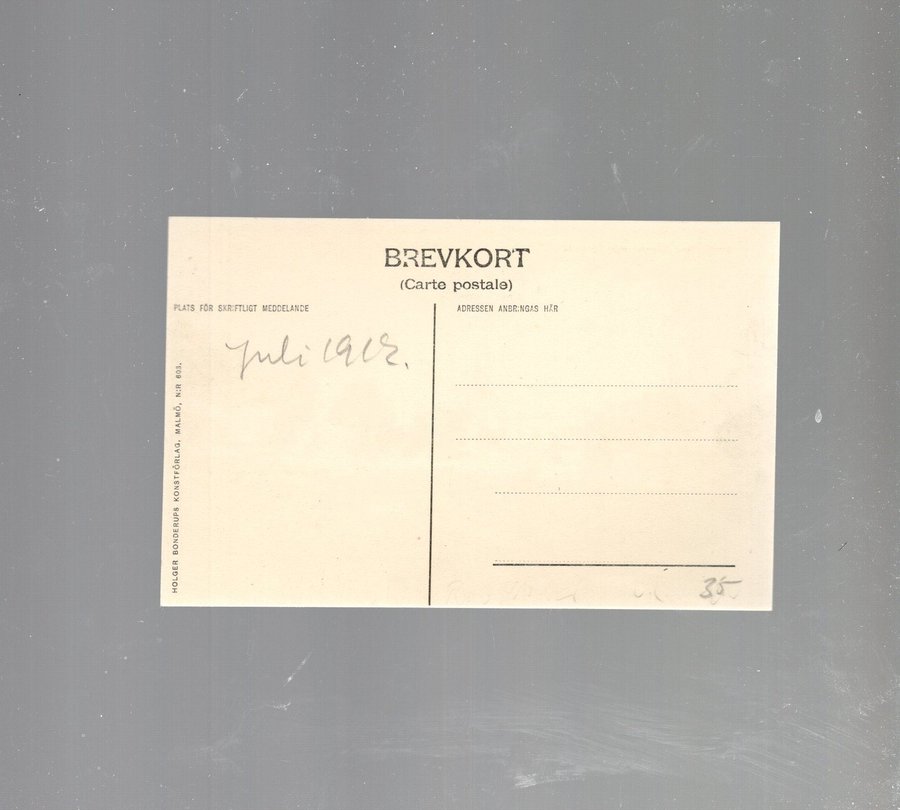 BREVKORT
(Carte postale)
PLATS FÖR SKRIFTLIGT MEDDELANDE
ADRESSEN ANBRINGAS HÄR
Juli 1912.
HOLGER BONDERUPS KONSTFÖRLAG, MALMÖ, N:R 603.
35